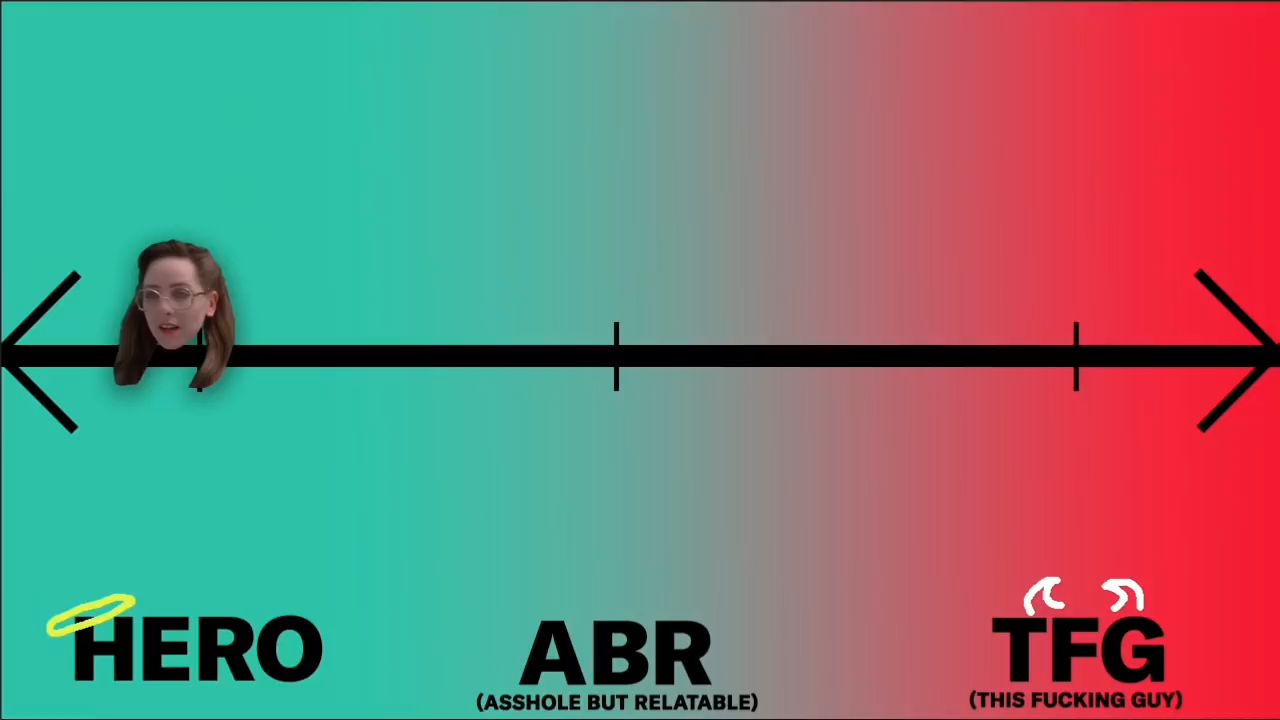 HERO
ABR
(ASSHOLE BUT RELATABLE)
TFG
(THIS FUCKING GUY)